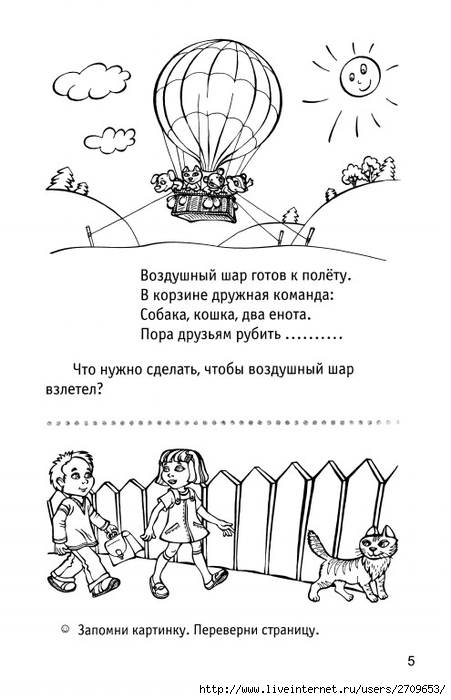 Воздушный шар готов к полёту.
В корзине дружная команда:
Собака, кошка, два енота.
Пора друзьям рубить ..........
Что нужно сделать, чтобы воздушный шар
взлетел?
☺ Запомни картинку. Переверни страницу.
5
http://www.liveinternet.ru/users/2709653/